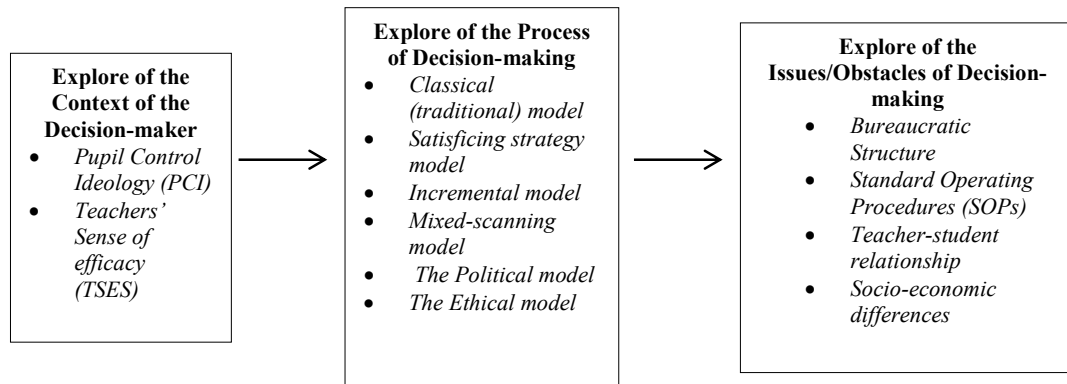 Explore of the
Context of the
Decision-maker
• Pupil Control
Ideology (PCI)
• Teachers’
Sense of
efficacy
(TSES)
Explore of the Process
of Decision-making
• Classical
(traditional) model
• Satisficing strategy
model
• Incremental model
• Mixed-scanning
model
• The Political model
• The Ethical model
Explore of the
Issues/Obstacles of Decision-
making
• Bureaucratic
Structure
• Standard Operating
Procedures (SOPs)
• Teacher-student
relationship
• Socio-economic
differences